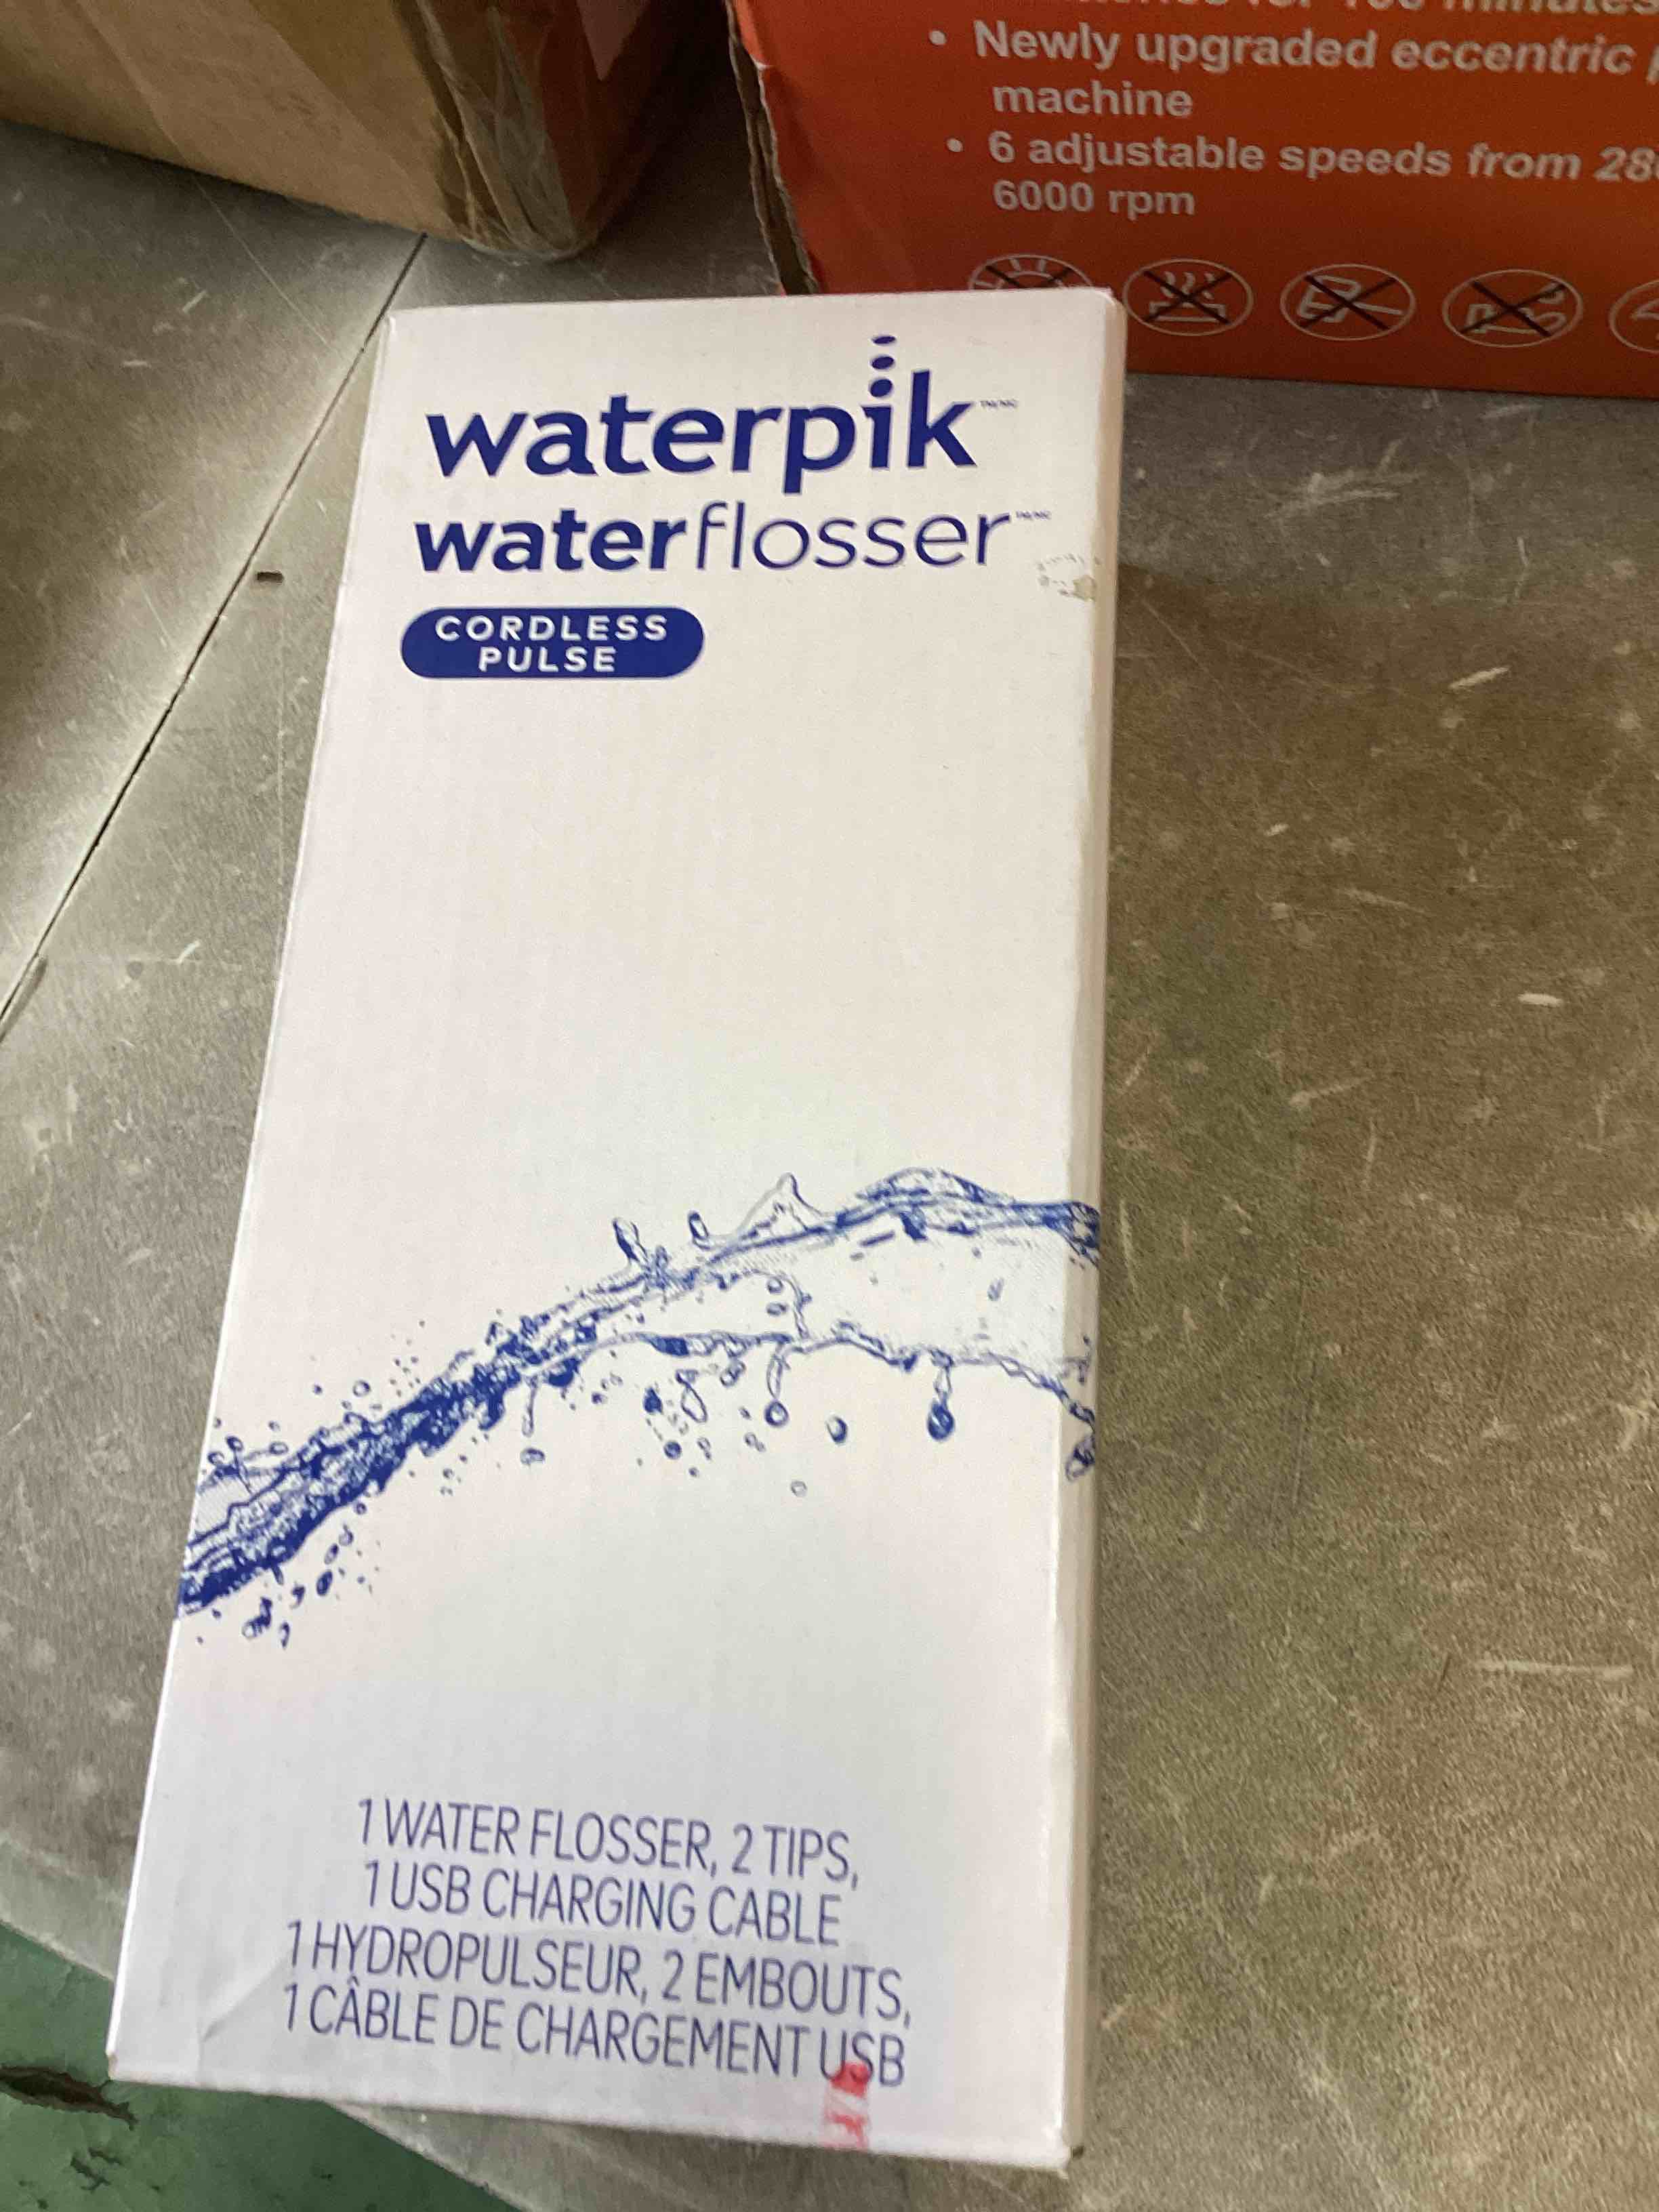 minutes
• Newly upgraded eccentric
machine
• 6 adjustable speeds from
6000 rpm
waterpik
waterflosser
CORDLESS
PULSE
1 WATER FLOSSER, 2 TIPS,
1 USB CHARGING CABLE
1 HYDROPULSEUR, 2 EMBOUTS,
1 CÂBLE DE CHARGEMENT USB